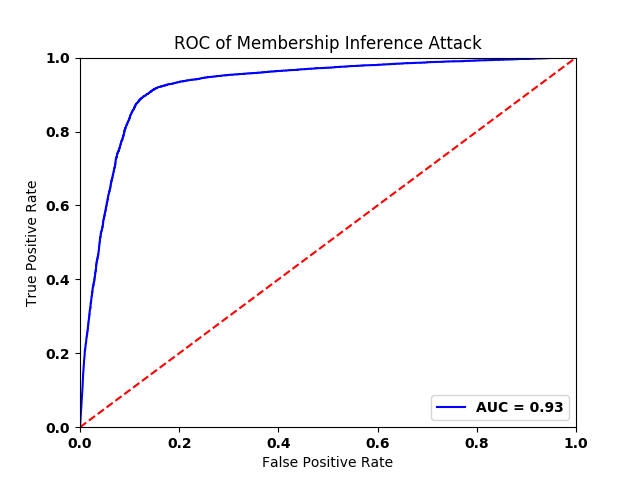 ROC of Membership Inference Attack
1.0
0.8
0.6
0.4
0.2
0.0
True Positive Rate
AUC = 0.93
0.0 0.2 0.4 0.6 0.8 1.0
False Positive Rate